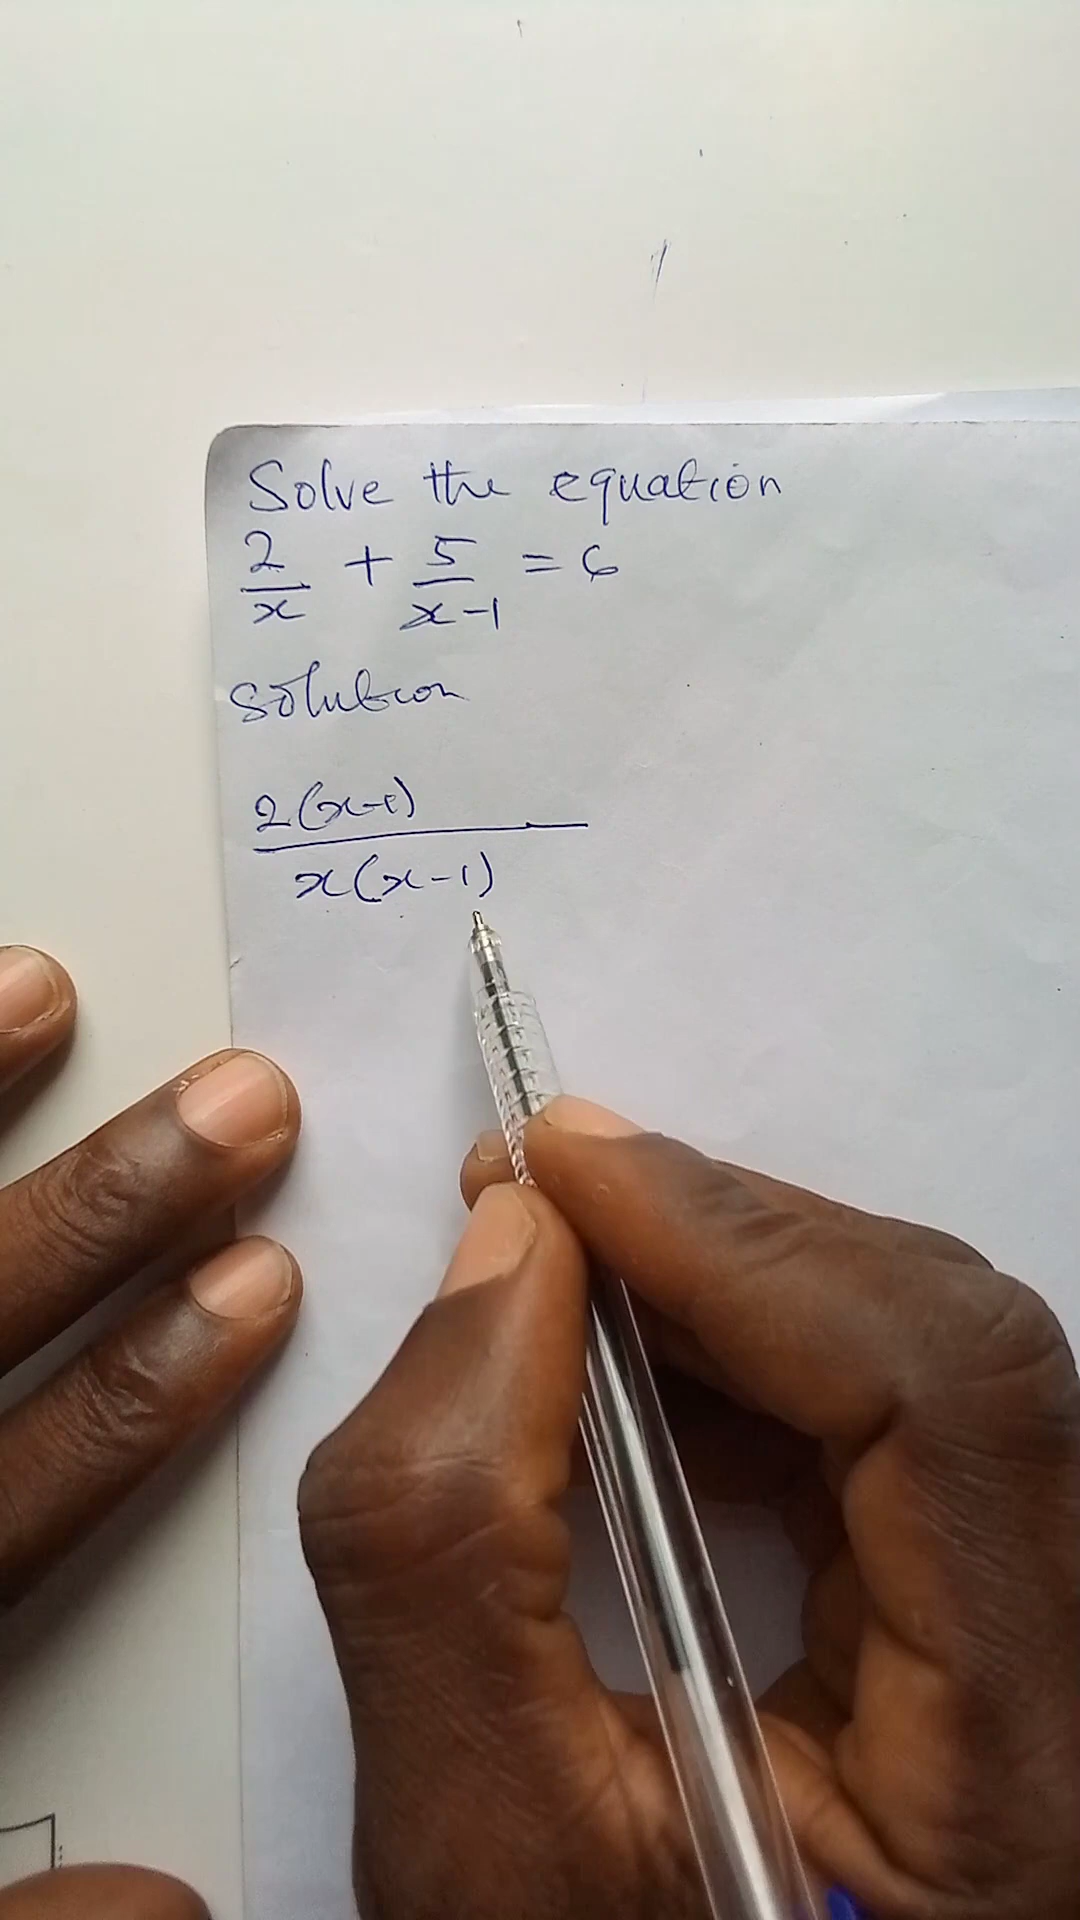 Solve the equation
2/x + 5/x-1 = 6
Solution
2(x-1)/x(x-1)